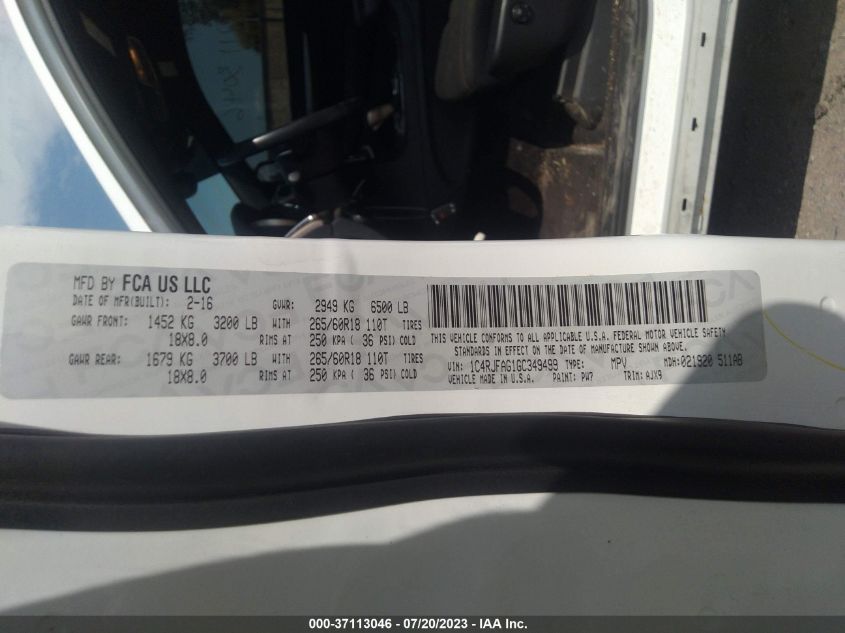 MFD BY FCA US LLC
DATE OF MFR(BUILT): 2-16 GVWR: 2949 KG 6500 LB
GAWR FRONT: 1452 KG 3200 LB WITH 265/60R18 110T TIRES
18X8.0 RIMS AT 250 KPA ( 36 PSI) COLD
GAWR REAR: 1679 KG 3700 LB WITH 265/60R18 110T TIRES
18X8.0 RIMS AT 250 KPA ( 36 PSI) COLD
THIS VEHICLE CONFORMS TO ALL APPLICABLE U.S.A. FEDERAL MOTOR VEHICLE SAFETY
STANDARDS IN EFFECT ON THE DATE OF MANUFACTURE SHOWN ABOVE.
VIN: 1C4RJFAG1GC349499 TYPE: MPV MDH: 021920 511AB
VEHICLE MADE IN U.S.A. PAINT: PW7 TRIM: AJX9
000-37113046 - 07/20/2023 - IAA Inc.